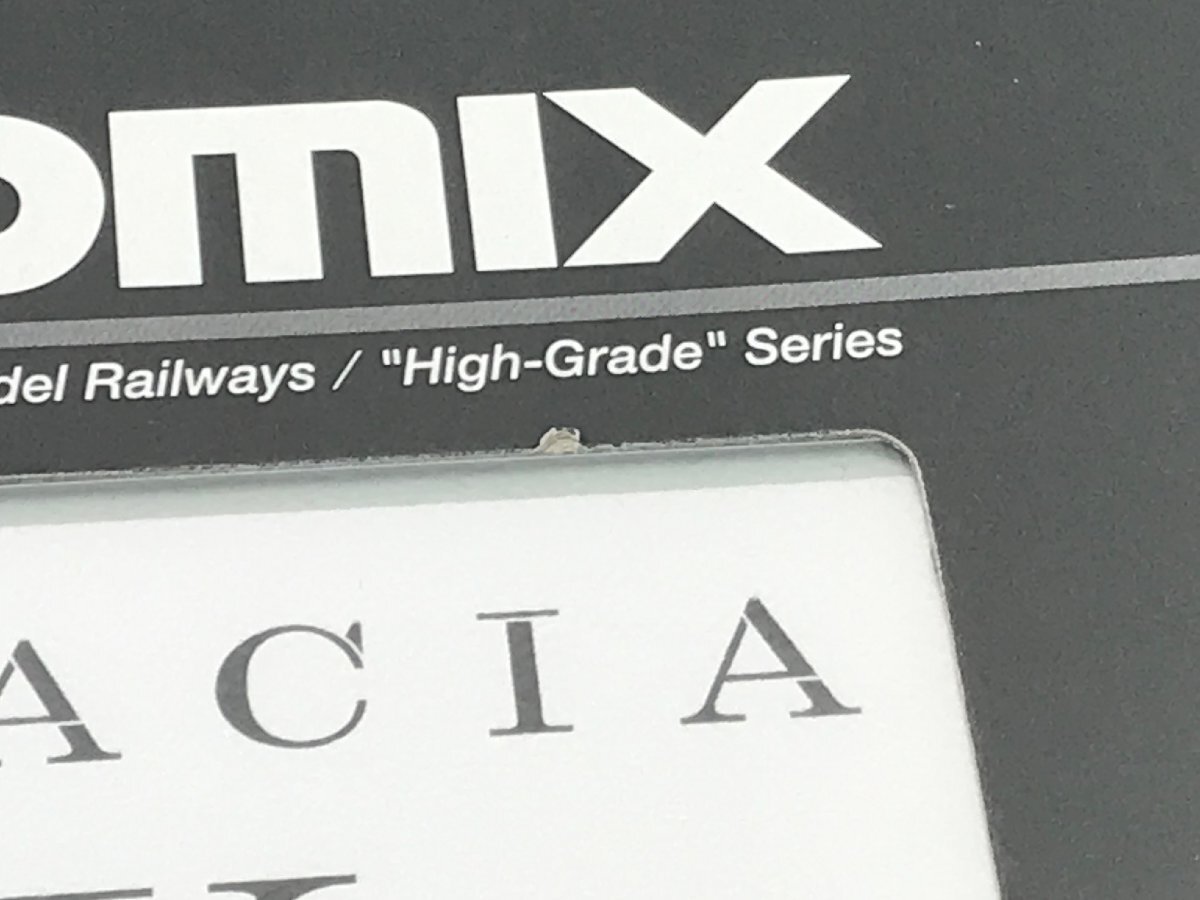 omix
del Railways / "High-Grade" Series
ACIA